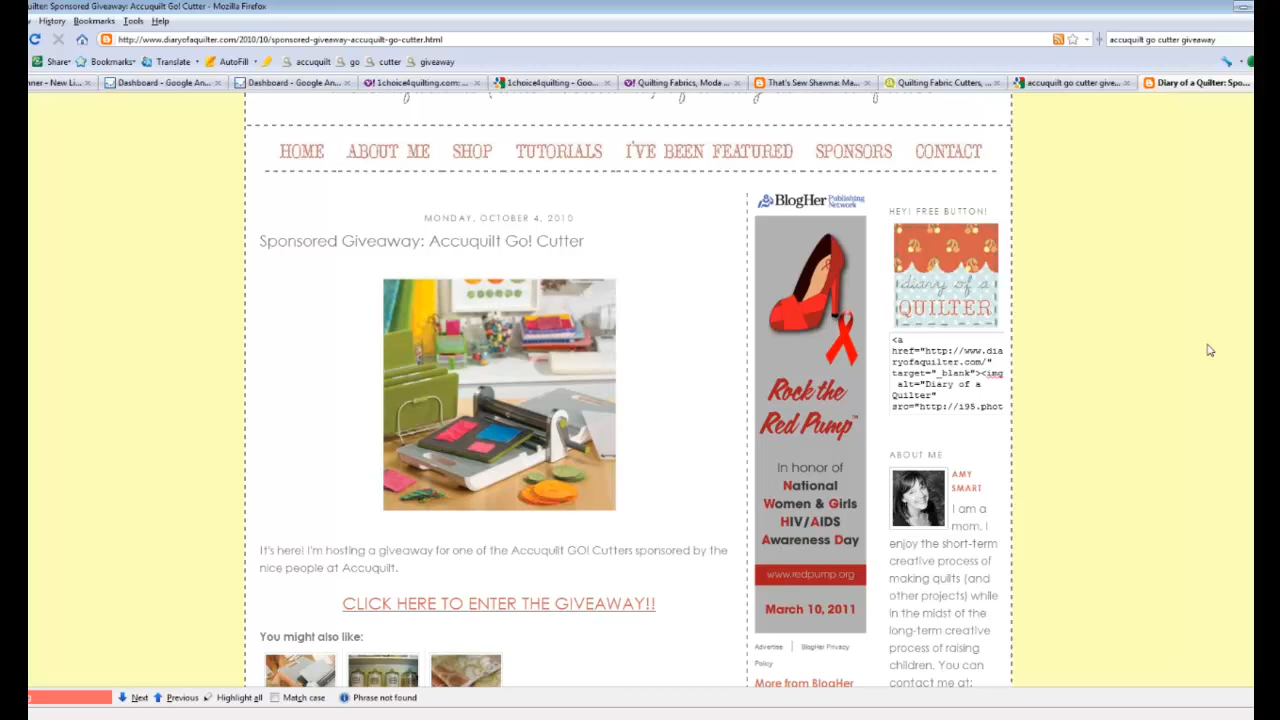 Quilter: Sponsored Giveaway: Accuquilt Go! Cutter - Mozilla Firefox
History Bookmarks Tools Help
http://www.diaryofaquilter.com/2010/10/sponsored-giveaway-accuquilt-go-cutter.html
accuquilt go cutter giveaway
Share Bookmarks Translate AutoFill accuquilt go cutter giveaway
nner - New Li...
Dashboard - Google An...
Dashboard - Google An...
1choice4quilting.com: ...
1choice4quilting - Goo...
Quilting Fabrics, Moda ...
That's Sew Shawna: Ma...
Quilting Fabric Cutters, ...
accuquilt go cutter give...
Diary of a Quilter: Spo...
HOME ABOUT ME SHOP TUTORIALS I'VE BEEN FEATURED SPONSORS CONTACT
MONDAY, OCTOBER 4, 2010
Sponsored Giveaway: Accuquilt Go! Cutter
It's here! I'm hosting a giveaway for one of the Accuquilt GO! Cutters sponsored by the
nice people at Accuquilt.
CLICK HERE TO ENTER THE GIVEAWAY!!
You might also like:
BlogHer Publishing Network
Rock the
Red Pump™
In honor of
National
Women & Girls
HIV/AIDS
Awareness Day
www.redpump.org
March 10, 2011
Advertise | BlogHer Privacy
Policy
More from BlogHer
HEY! FREE BUTTON!
diary of a
QUILTER
<a
href="http://www.dia
ryofaquilter.com/"
target="_blank"><img
alt="Diary of a
Quilter"
src="http://i95.phot
ABOUT ME
AMY
SMART
I am a
mom. I
enjoy the short-term
creative process of
making quilts (and
other projects) while
in the midst of the
long-term creative
process of raising
children. You can
contact me at:
Next Previous Highlight all Match case Phrase not found